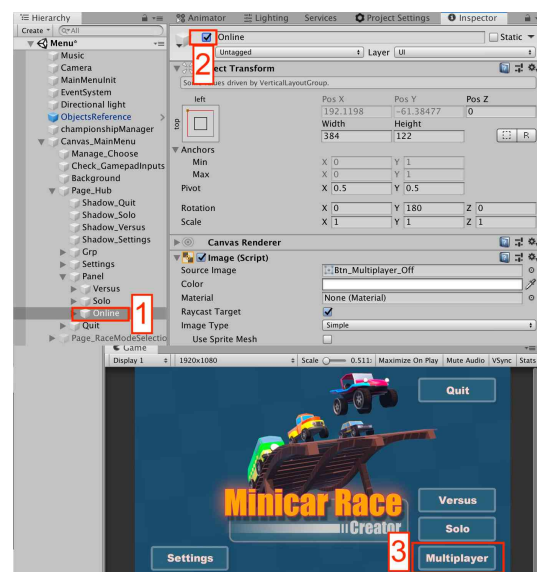 Hierarchy
Create
All
Menu*
Music
Camera
MainMenuInit
EventSystem
Directional light
ObjectsReference
championshipManager
Canvas_MainMenu
Manage_Choose
Check_GamepadInputs
Background
Page_Hub
Shadow_Quit
Shadow_Solo
Shadow_Versus
Shadow_Settings
Grp
Settings
Panel
Versus
Solo
Online
1
Quit
Page_RaceModeSelectio
Animator Lighting Services Project Settings Inspector
Online Static
2
Untagged Layer UI
ect Transform
So values driven by VerticalLayoutGroup.
left Pos X Pos Y Pos Z
top
192.1198 -61.38477 0
Width Height
384 122 R
Anchors
Min X 0 Y 1
Max X 0 Y 1
Pivot X 0.5 Y 0.5
Rotation X 0 Y 180 Z 0
Scale X 1 Y 1 Z 1
Canvas Renderer
Image (Script)
Source Image Btn_Multiplayer_Off
Color
Material None (Material)
Raycast Target
Image Type Simple
Use Sprite Mesh
Game
Display 1 1920x1080 Scale 0.511: Maximize On Play Mute Audio VSync Stats
Quit
Minicar Race
Creator
Versus
Solo
3
Settings Multiplayer